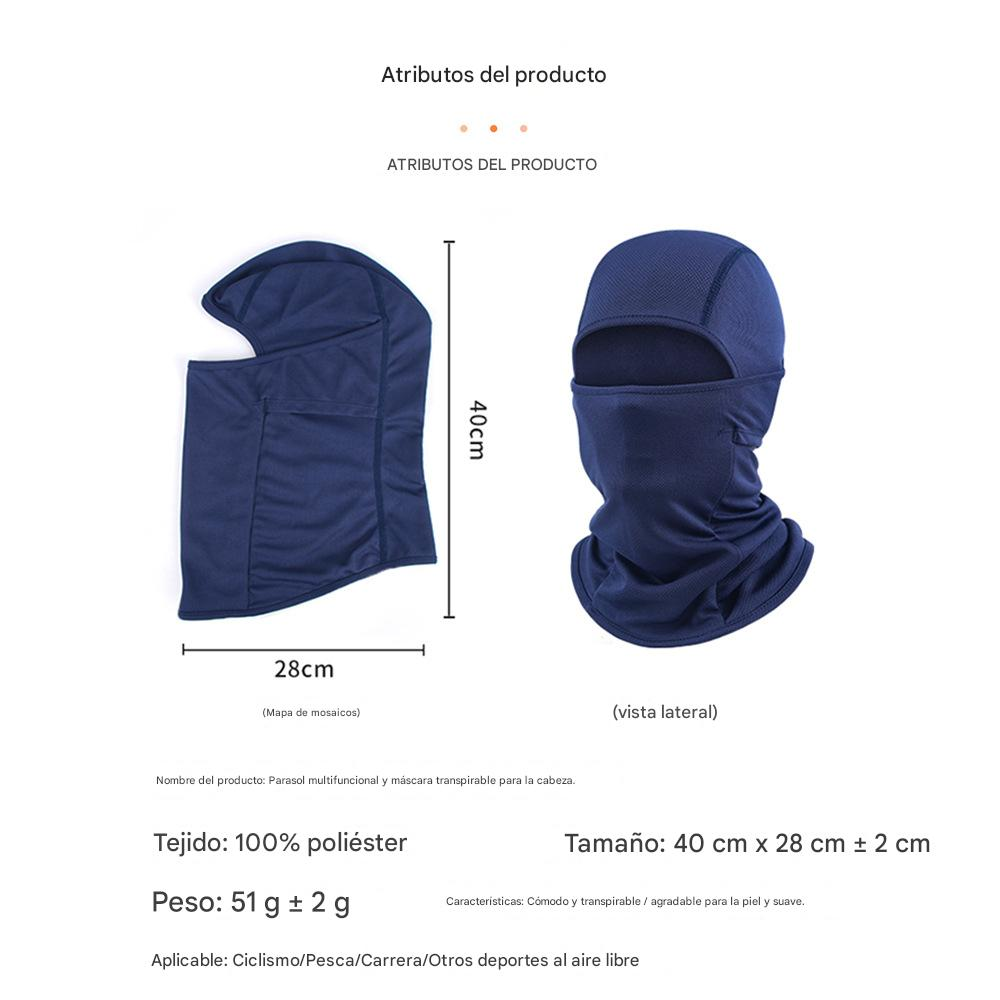 Atributos del producto
ATRIBUTOS DEL PRODUCTO
40cm
28cm
(Mapa de mosaicos)
(vista lateral)
Nombre del producto: Parasol multifuncional y máscara transpirable para la cabeza.
Tejido: 100% poliéster
Tamaño: 40 cm x 28 cm ± 2 cm
Peso: 51 g ± 2 g
Características: Cómodo y transpirable / agradable para la piel y suave.
Aplicable: Ciclismo/Pesca/Carrera/Otros deportes al aire libre